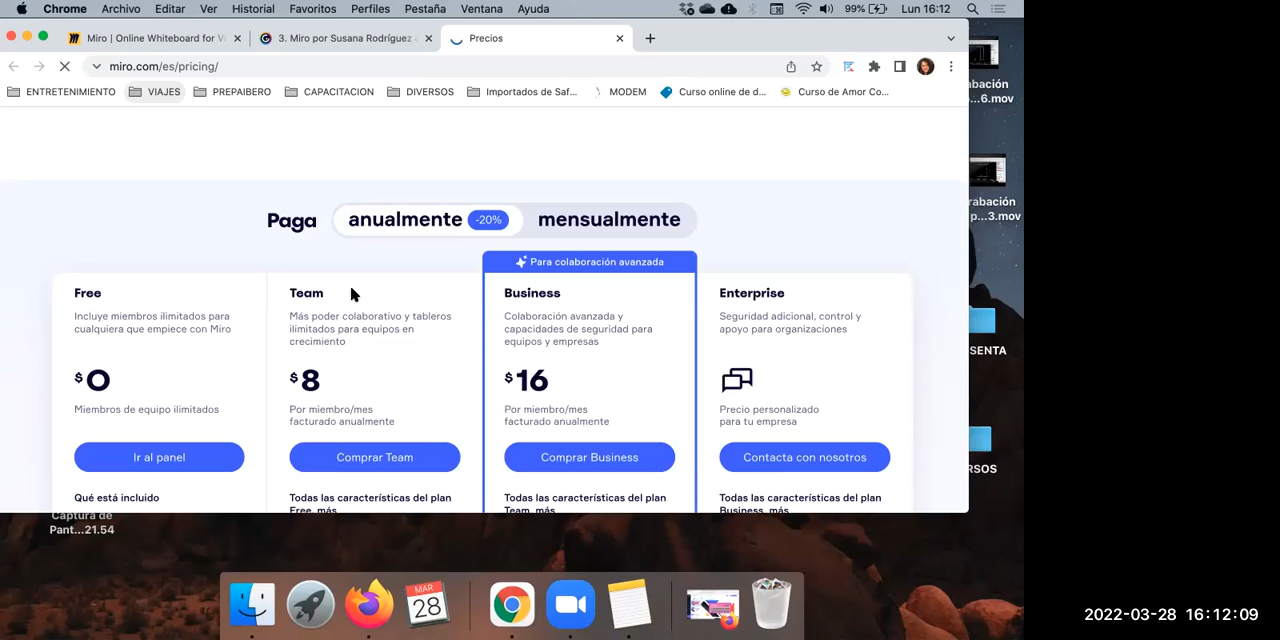 Chrome Archivo Editar Ver Historial Favoritos Perfiles Pestaña Ventana Ayuda 99% Lun 16:12
Miro | Online Whiteboard for Vi
3. Miro por Susana Rodríguez
Precios
miro.com/es/pricing/
ENTRETENIMIENTO VIAJES PREPAIBERO CAPACITACION DIVERSOS Importados de Saf... MODEM Curso online de d... Curso de Amor Co...
abación
...6.mov
abación
p...3.mov
SENTA
RSOS
Paga anualmente -20% mensualmente
Para colaboración avanzada
Free
Incluye miembros ilimitados para
cualquiera que empiece con Miro
$0
Miembros de equipo ilimitados
Ir al panel
Qué está incluido
Team
Más poder colaborativo y tableros
ilimitados para equipos en
crecimiento
$8
Por miembro/mes
facturado anualmente
Comprar Team
Todas las características del plan
Free, más
Business
Colaboración avanzada y
capacidades de seguridad para
equipos y empresas
$16
Por miembro/mes
facturado anualmente
Comprar Business
Todas las características del plan
Team, más
Enterprise
Seguridad adicional, control y
apoyo para organizaciones
Precio personalizado
para tu empresa
Contacta con nosotros
Todas las características del plan
Business, más
Captura de
Pant...21.54
MAR
28
2022-03-28 16:12:09